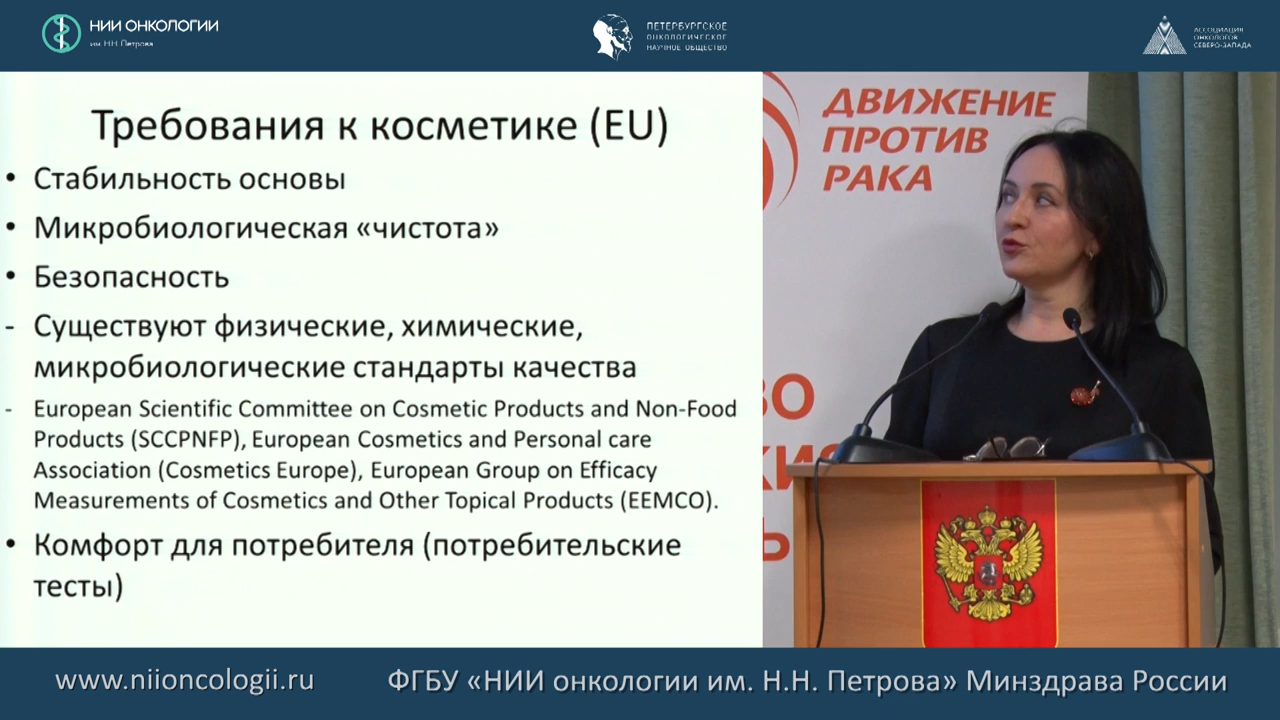 НИИ ОНКОЛОГИИ
им. Н.Н. Петрова
ПЕТЕРБУРГСКОЕ
ОНКОЛОГИЧЕСКОЕ
НАУЧНОЕ ОБЩЕСТВО
АССОЦИАЦИЯ
ОНКОЛОГОВ
СЕВЕРО-ЗАПАДА
Требования к косметике (EU)
• Стабильность основы
• Микробиологическая «чистота»
• Безопасность
- Существуют физические, химические,
микробиологические стандарты качества
- European Scientific Committee on Cosmetic Products and Non-Food
Products (SCCPNFP), European Cosmetics and Personal care
Association (Cosmetics Europe), European Group on Efficacy
Measurements of Cosmetics and Other Topical Products (EEMCO).
• Комфорт для потребителя (потребительские
тесты)
ДВИЖЕНИЕ
ПРОТИВ
РАКА
www.niioncologii.ru
ФГБУ «НИИ онкологии им. Н.Н. Петрова» Минздрава России